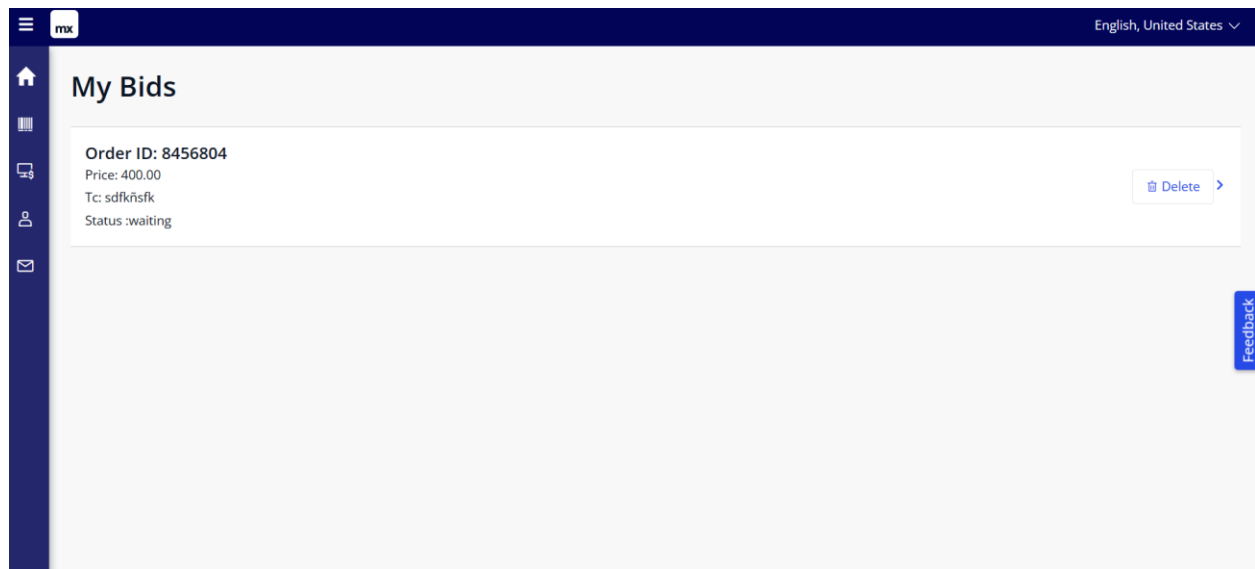 mx
English, United States
My Bids
Order ID: 8456804
Price: 400.00
Tc: sdfkñsfk
Status :waiting
Delete
Feedback